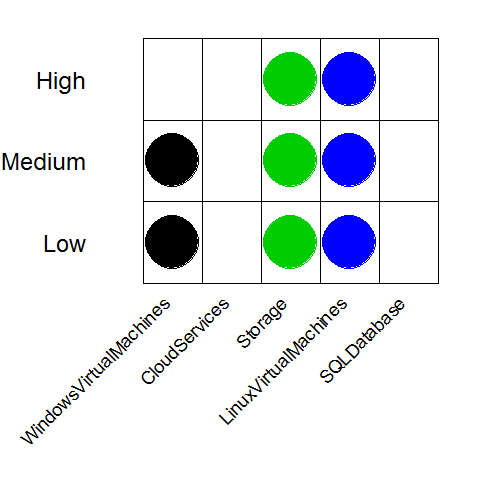 High
Medium
Low
WindowsVirtualMachines
CloudServices
Storage
LinuxVirtualMachines
SQLDatabase